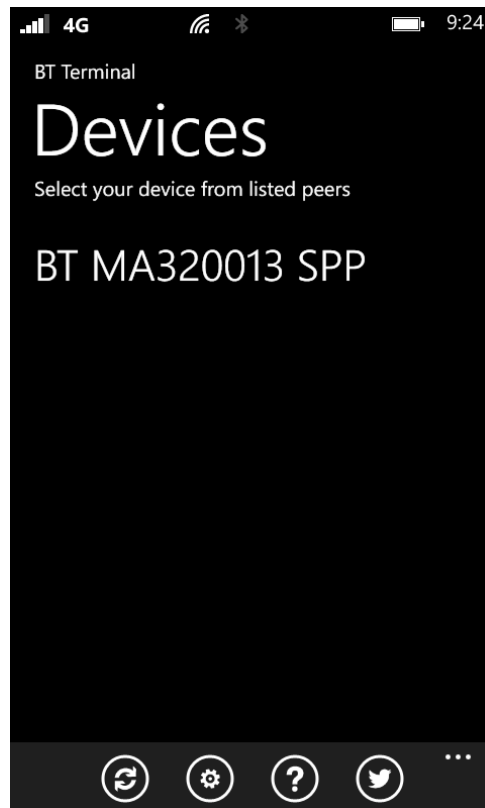 4G
9:24
BT Terminal
Devices
Select your device from listed peers
BT MA320013 SPP